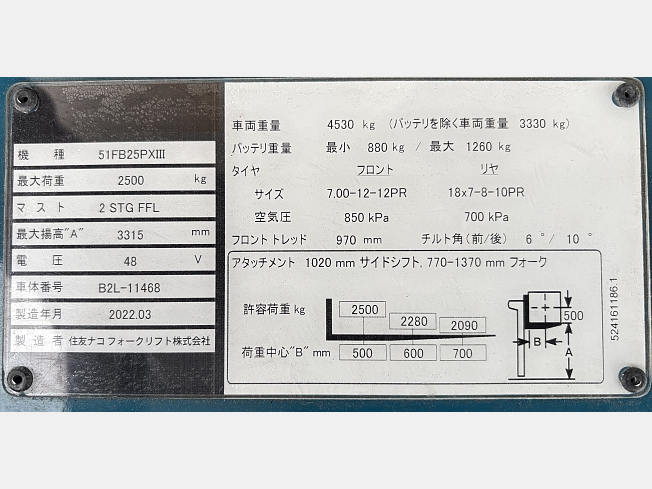 機 種 51FB25PXIII
最大荷重 2500 kg
マスト 2 STG FFL
最大揚高"A" 3315 mm
電 圧 48 V
車体番号 B2L-11468
製造年月 2022.03
製造者 住友ナコ フォークリフト株式会社
車両重量 4530 kg (バッテリを除く車両重量 3330 kg)
バッテリ重量 最小 880 kg / 最大 1260 kg
タイヤ フロント リヤ
サイズ 7.00-12-12PR 18x7-8-10PR
空気圧 850 kPa 700 kPa
フロントトレッド 970 mm チルト角(前/後) 6 °/ 10 °
アタッチメント 1020 mm サイドシフト, 770-1370 mm フォーク
許容荷重 kg 2500 2280 2090
荷重中心"B" mm 500 600 700
500
B
A
524161186.1